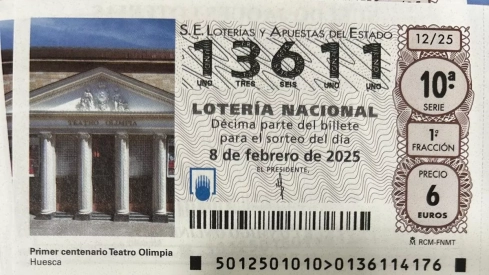 S.E. LOTERÍAS Y APUESTAS DEL ESTADO
12/25
13611
UNO TRES SEIS UNO UNO
10ª
SERIE
LOTERÍA NACIONAL
Décima parte del billete
para el sorteo del día
8 de febrero de 2025
EL PRESIDENTE,
1ª
FRACCIÓN
PRECIO
6
EUROS
TEATRO OLIMPIA
RCM-FNMT
Primer centenario Teatro Olimpia
Huesca
5012501010>0136114176